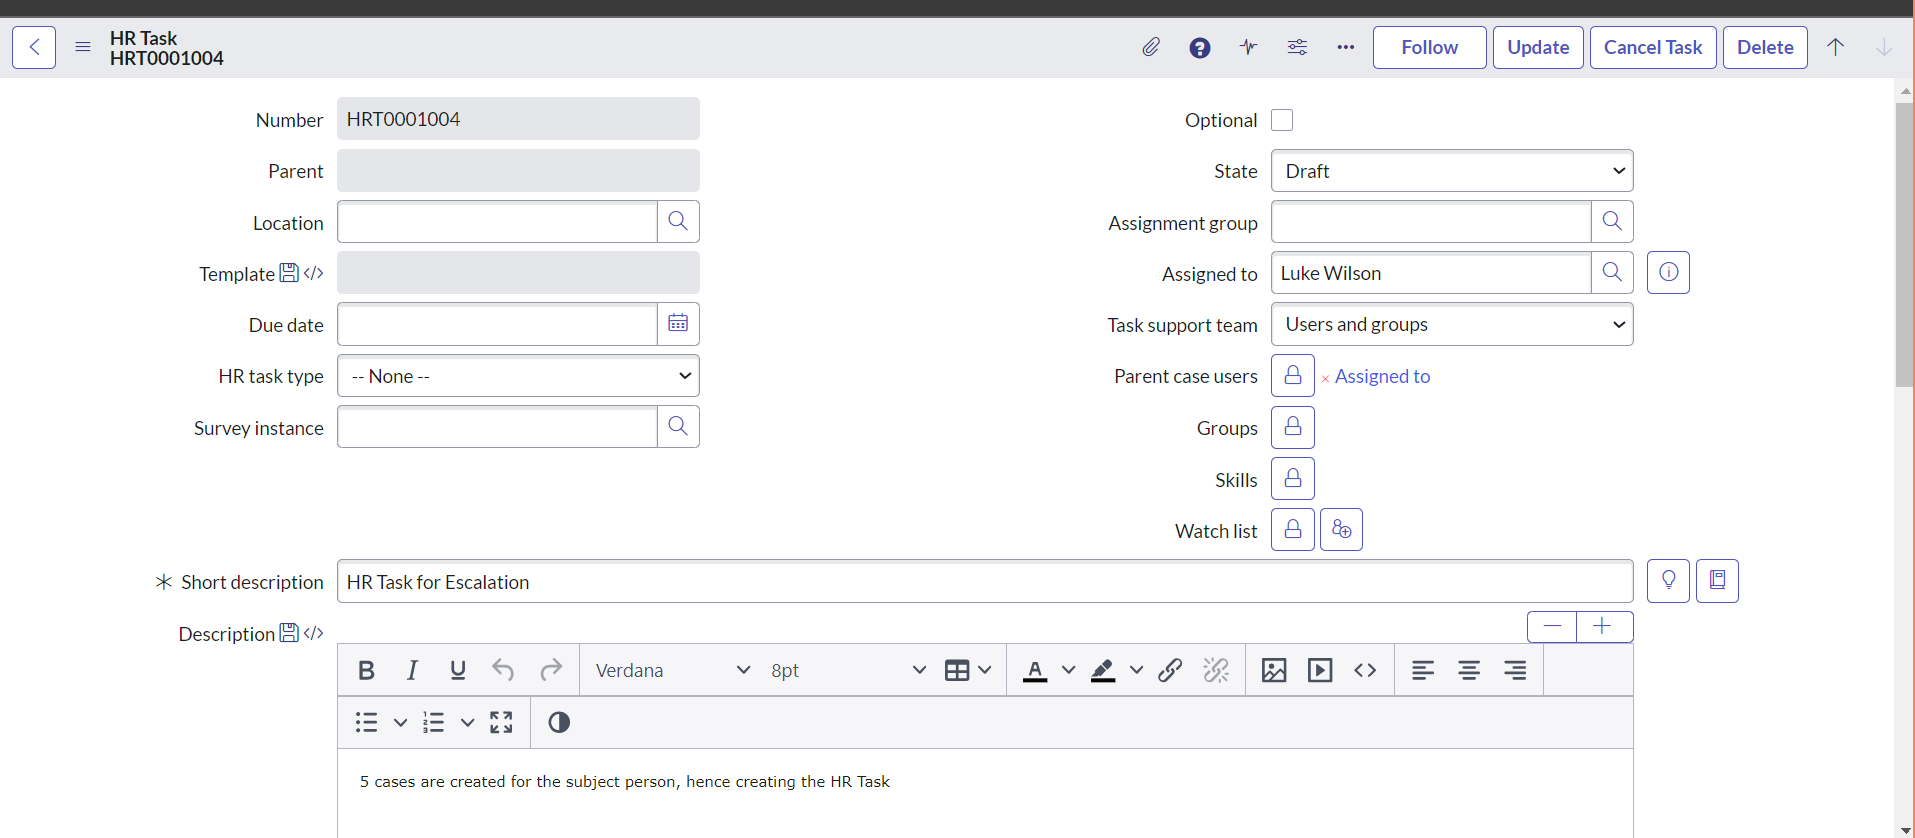 HR Task
HRT0001004
Follow
Update
Cancel Task
Delete
Number
HRT0001004
Parent
Location
Template
Due date
HR task type
-- None --
Survey instance
Optional
State
Draft
Assignment group
Assigned to
Luke Wilson
Task support team
Users and groups
Parent case users
× Assigned to
Groups
Skills
Watch list
Short description
HR Task for Escalation
Description
Verdana
8pt
5 cases are created for the subject person, hence creating the HR Task